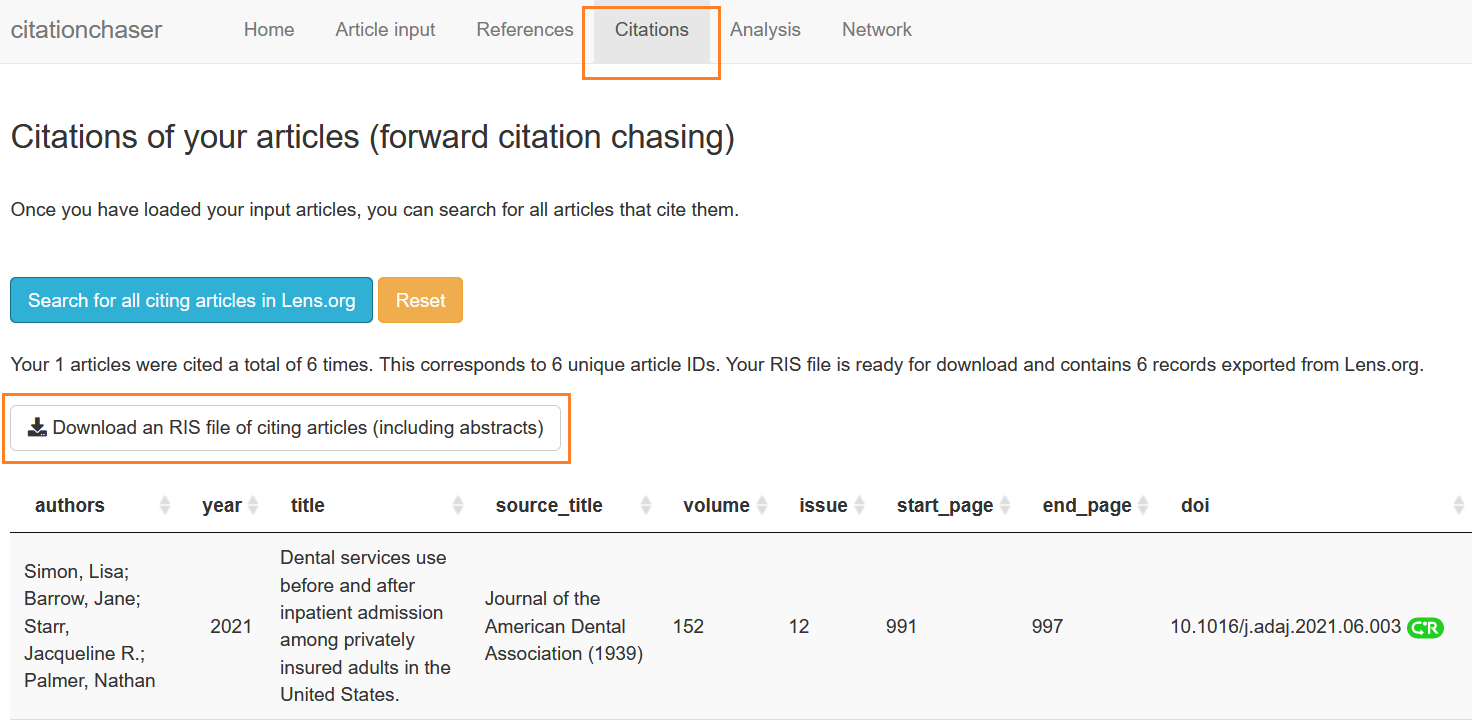 citationchaser Home Article input References Citations Analysis Network
Citations of your articles (forward citation chasing)
Once you have loaded your input articles, you can search for all articles that cite them.
Search for all citing articles in Lens.org Reset
Your 1 articles were cited a total of 6 times. This corresponds to 6 unique article IDs. Your RIS file is ready for download and contains 6 records exported from Lens.org.
Download an RIS file of citing articles (including abstracts)
authors year title source_title volume issue start_page end_page doi
Simon, Lisa;
Barrow, Jane;
Starr,
Jacqueline R.;
Palmer, Nathan
2021
Dental services use
before and after
inpatient admission
among privately
insured adults in the
United States.
Journal of the
American Dental
Association (1939)
152
12
991
997
10.1016/j.adaj.2021.06.003 CR